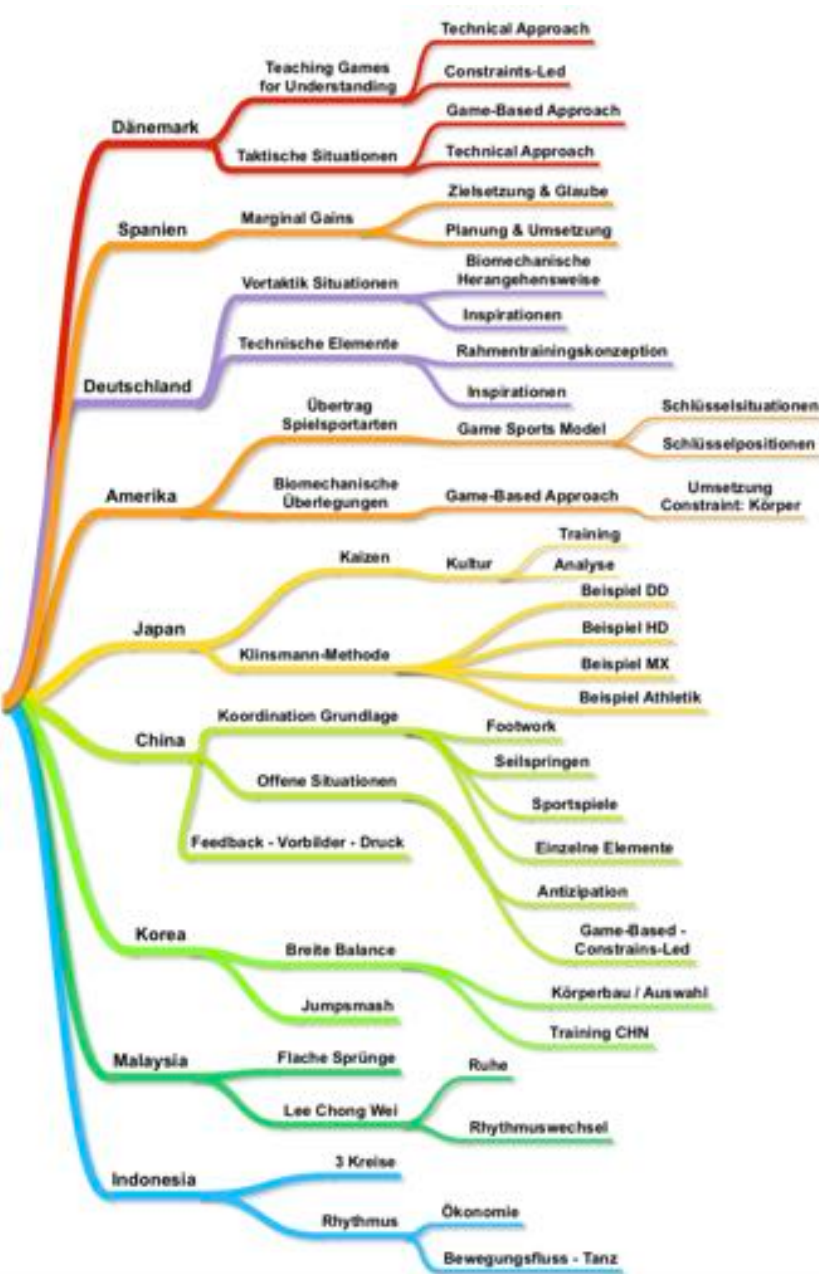 Technical Approach
Teaching Games
for Understanding
Constraints-Led
Dänemark
Game-Based Approach
Taktische Situationen
Technical Approach
Spanien
Marginal Gains
Zielsetzung & Glaube
Planung & Umsetzung
Vortaktik Situationen
Biomechanische
Herangehensweise
Inspirationen
Deutschland
Technische Elemente
Rahmentrainingskonzeption
Inspirationen
Übertrag
Spielsportarten
Game Sports Model
Schlüsselsituationen
Schlüsselpositionen
Amerika
Biomechanische
Überlegungen
Game-Based Approach
Umsetzung
Constraint: Körper
Kaizen
Kultur
Training
Analyse
Japan
Klinsmann-Methode
Beispiel DD
Beispiel HD
Beispiel MX
Beispiel Athletik
China
Koordination Grundlage
Footwork
Seilspringen
Sportspiele
Einzelne Elemente
Offene Situationen
Antizipation
Game-Based -
Constrains-Led
Feedback - Vorbilder - Druck
Korea
Breite Balance
Körperbau / Auswahl
Training CHN
Jumpsmash
Malaysia
Flache Sprünge
Lee Chong Wei
Ruhe
Rhythmuswechsel
Indonesia
3 Kreise
Rhythmus
Ökonomie
Bewegungsfluss - Tanz